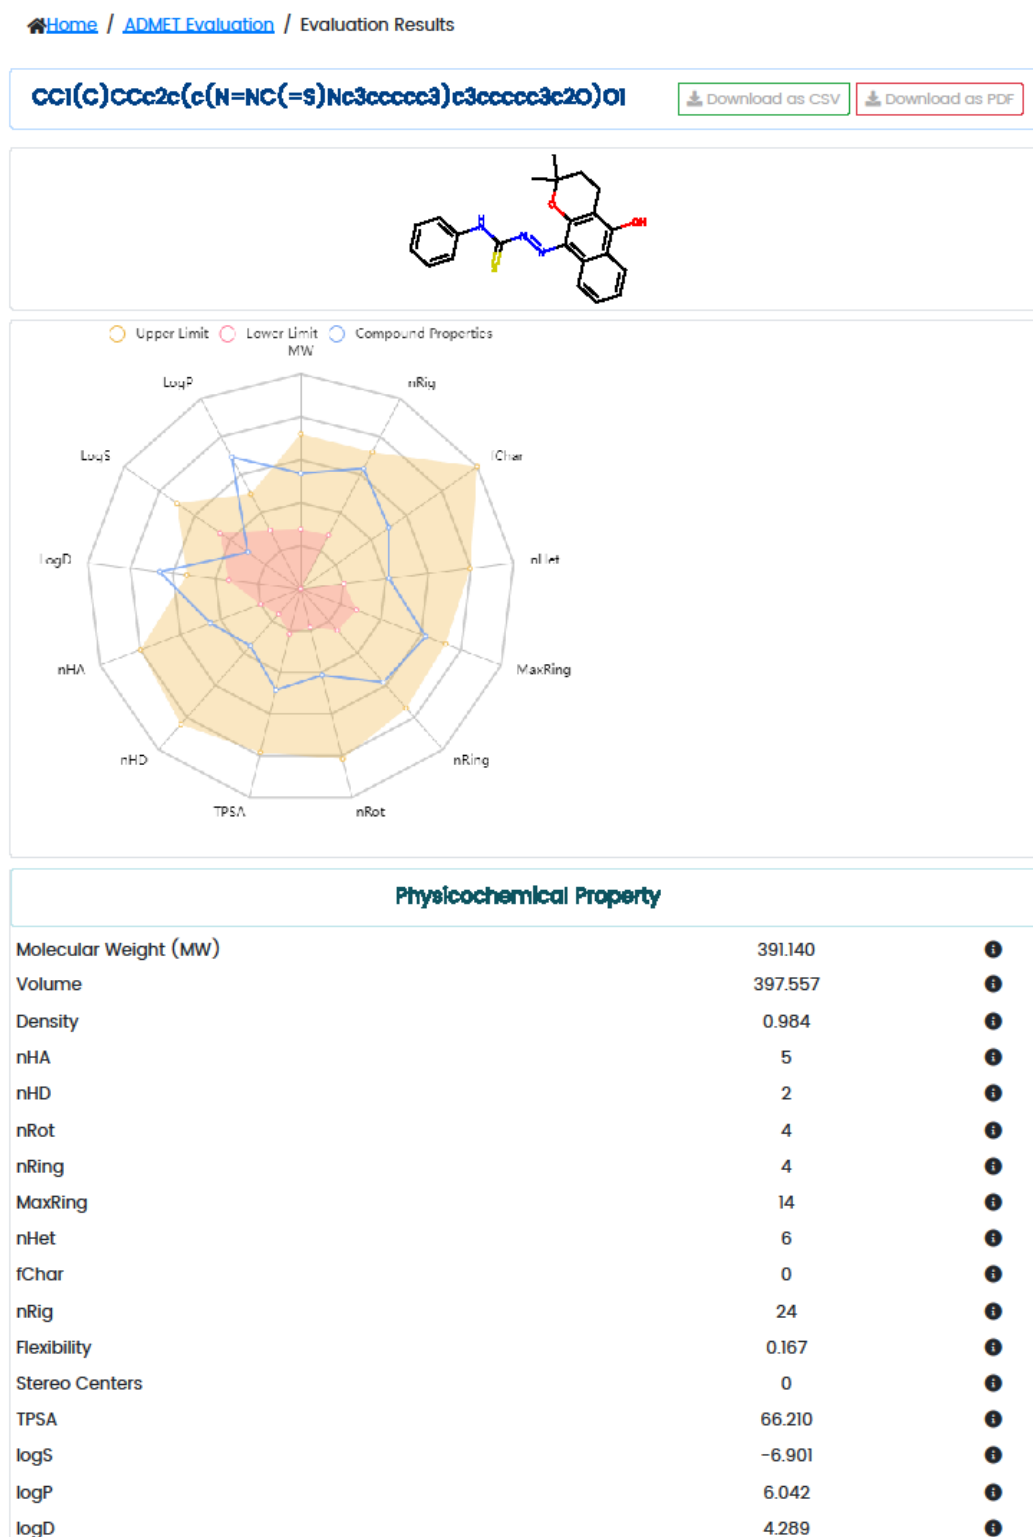 Home / ADMET Evaluation / Evaluation Results
CC1(C)CCc2c(c(N=NC(=S)Nc3ccccc3)c3ccccc3c2O)O1
Download as CSV
Download as PDF
H
N
S
N
N
O
OH
Upper Limit
Lower Limit
Compound Properties
MW
LogP
nRig
LogS
fChar
LogD
nHet
nHA
MaxRing
nHD
nRing
TPSA
nRot
Physicochemical Property
Molecular Weight (MW) 391.140
Volume 397.557
Density 0.984
nHA 5
nHD 2
nRot 4
nRing 4
MaxRing 14
nHet 6
fChar 0
nRig 24
Flexibility 0.167
Stereo Centers 0
TPSA 66.210
logS -6.901
logP 6.042
logD 4.289